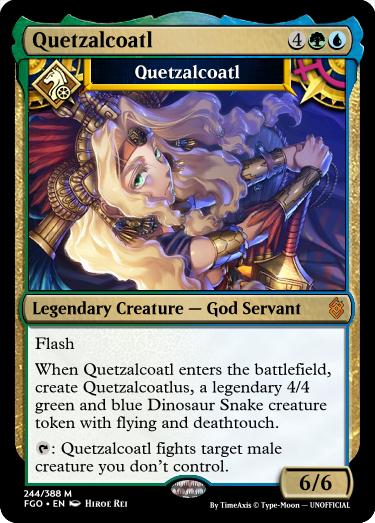 Quetzalcoatl 4
Quetzalcoatl
Legendary Creature — God Servant
Flash
When Quetzalcoatl enters the battlefield,
create Quetzalcoatlus, a legendary 4/4
green and blue Dinosaur Snake creature
token with flying and deathtouch.
: Quetzalcoatl fights target male
creature you don't control.
6/6
244/388 M
FGO • EN HIROE REI
By TimeAxis © Type-Moon — UNOFFICIAL